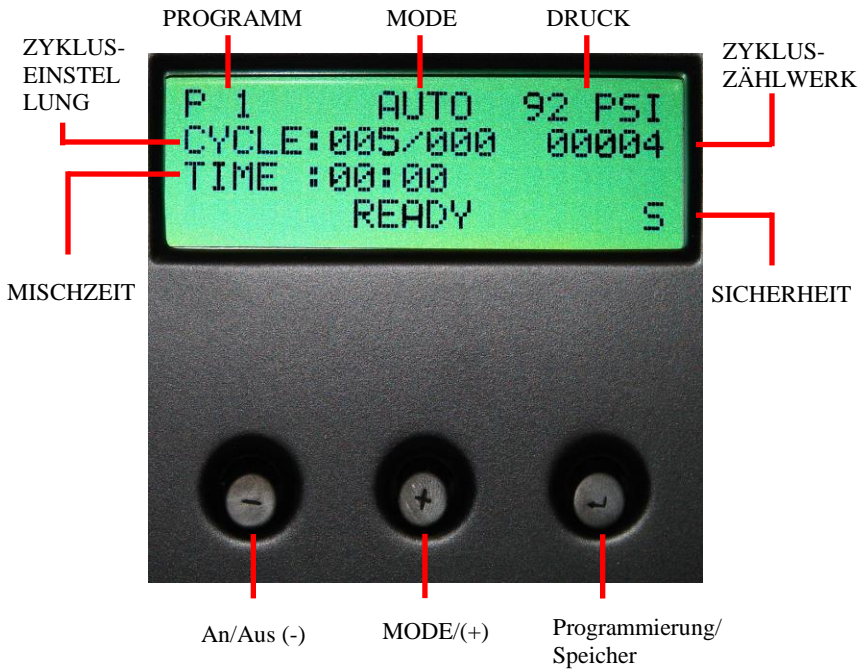 PROGRAMM MODE DRUCK
ZYKLUS-
EINSTEL
LUNG
ZYKLUS-
ZÄHLWERK
P 1 AUTO 92 PSI
CYCLE:005/000 00004
TIME :00:00
READY S
MISCHZEIT
SICHERHEIT
- + ↵
An/Aus (-)
MODE/(+)
Programmierung/
Speicher